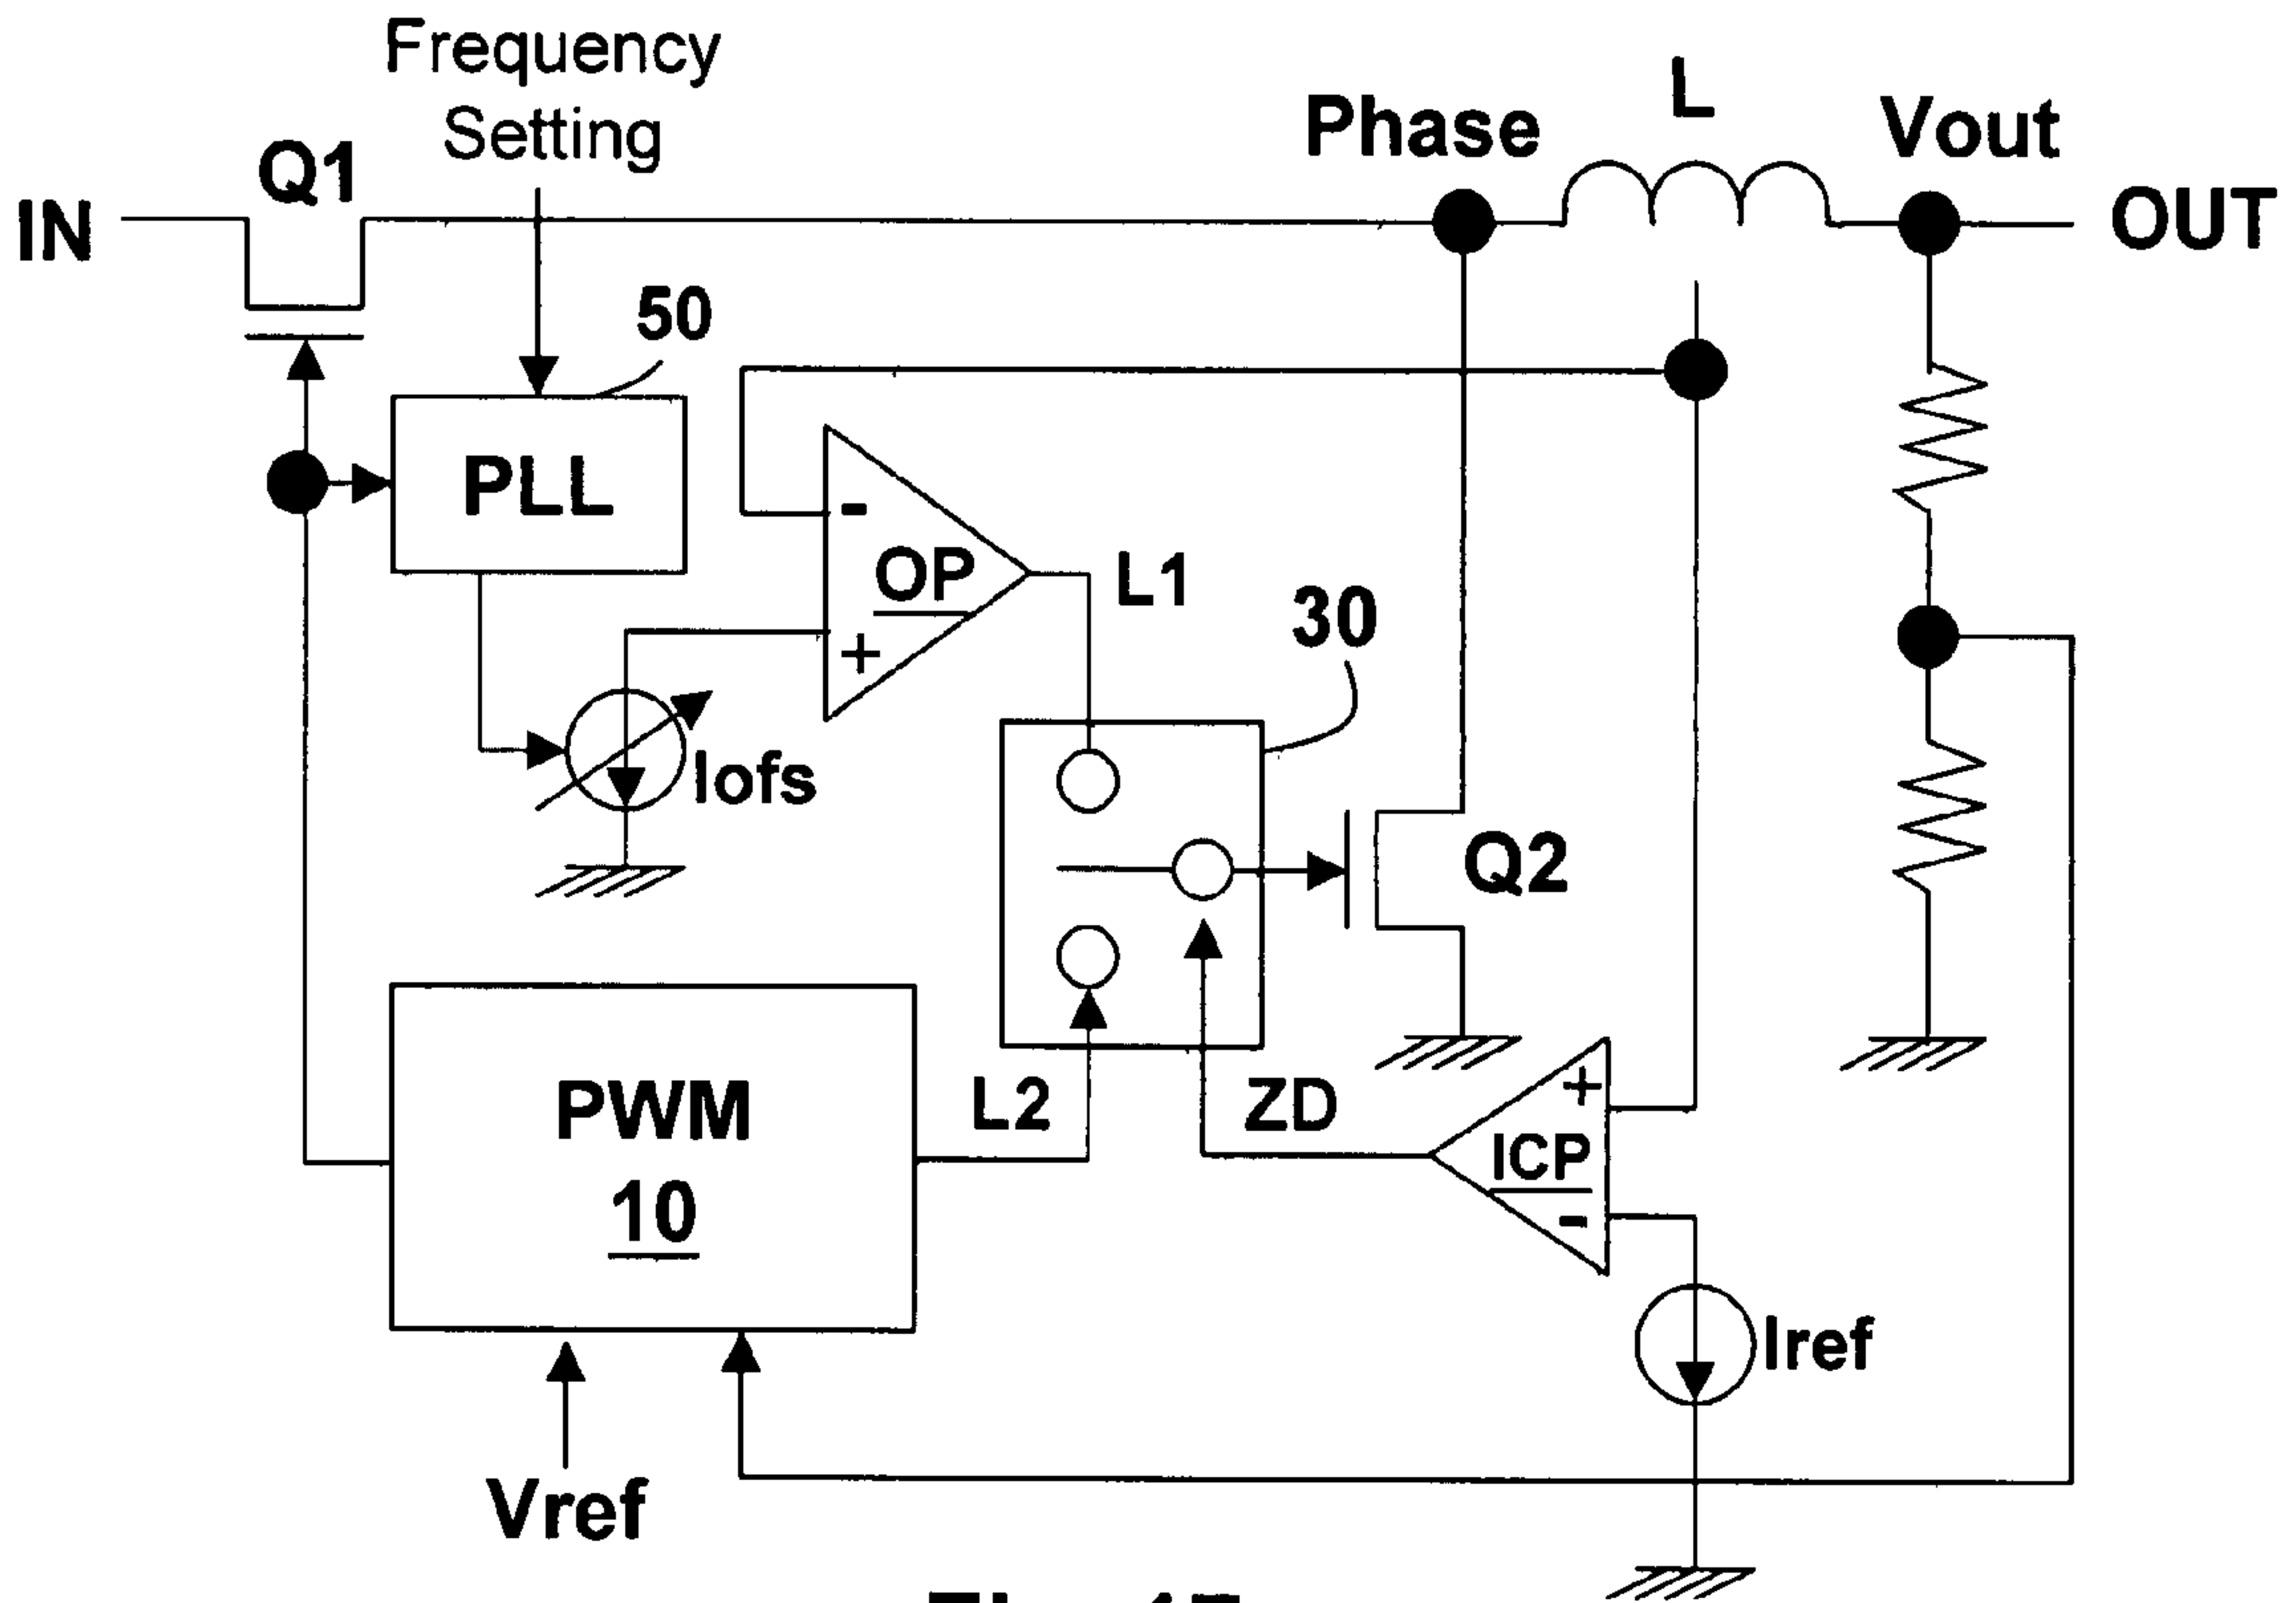 Frequency
Setting
L
Phase
Vout
Q1
IN
OUT
50
PLL
-
OP
L1
30
+
Iofs
Q2
PWM
10
L2
ZD
+
ICP
-
Iref
Vref